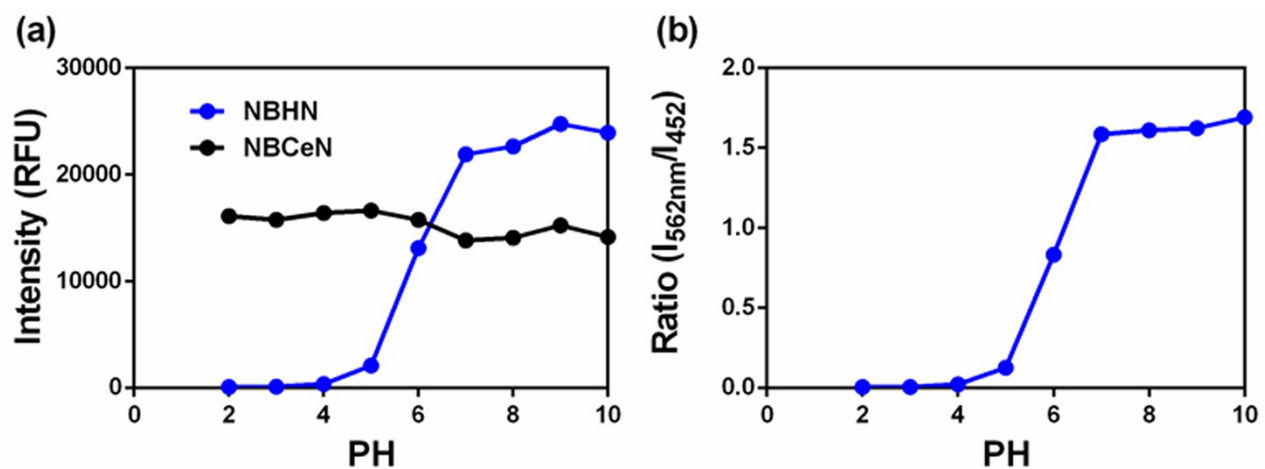 (a)
30000
20000
10000
0
Intensity (RFU)
NBHN
NBCeN
0 2 4 6 8 10
PH
(b)
2.0
1.5
1.0
0.5
0.0
Ratio (I562nm/I452)
0 2 4 6 8 10
PH